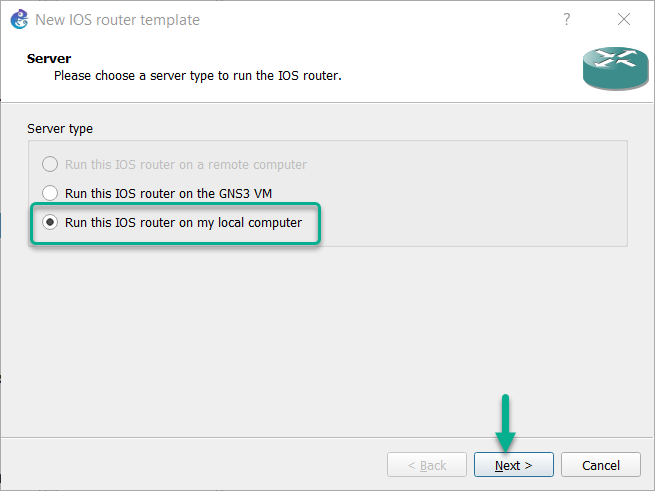 New IOS router template
Server
Please choose a server type to run the IOS router.
Server type
Run this IOS router on a remote computer
Run this IOS router on the GNS3 VM
Run this IOS router on my local computer
< Back
Next >
Cancel